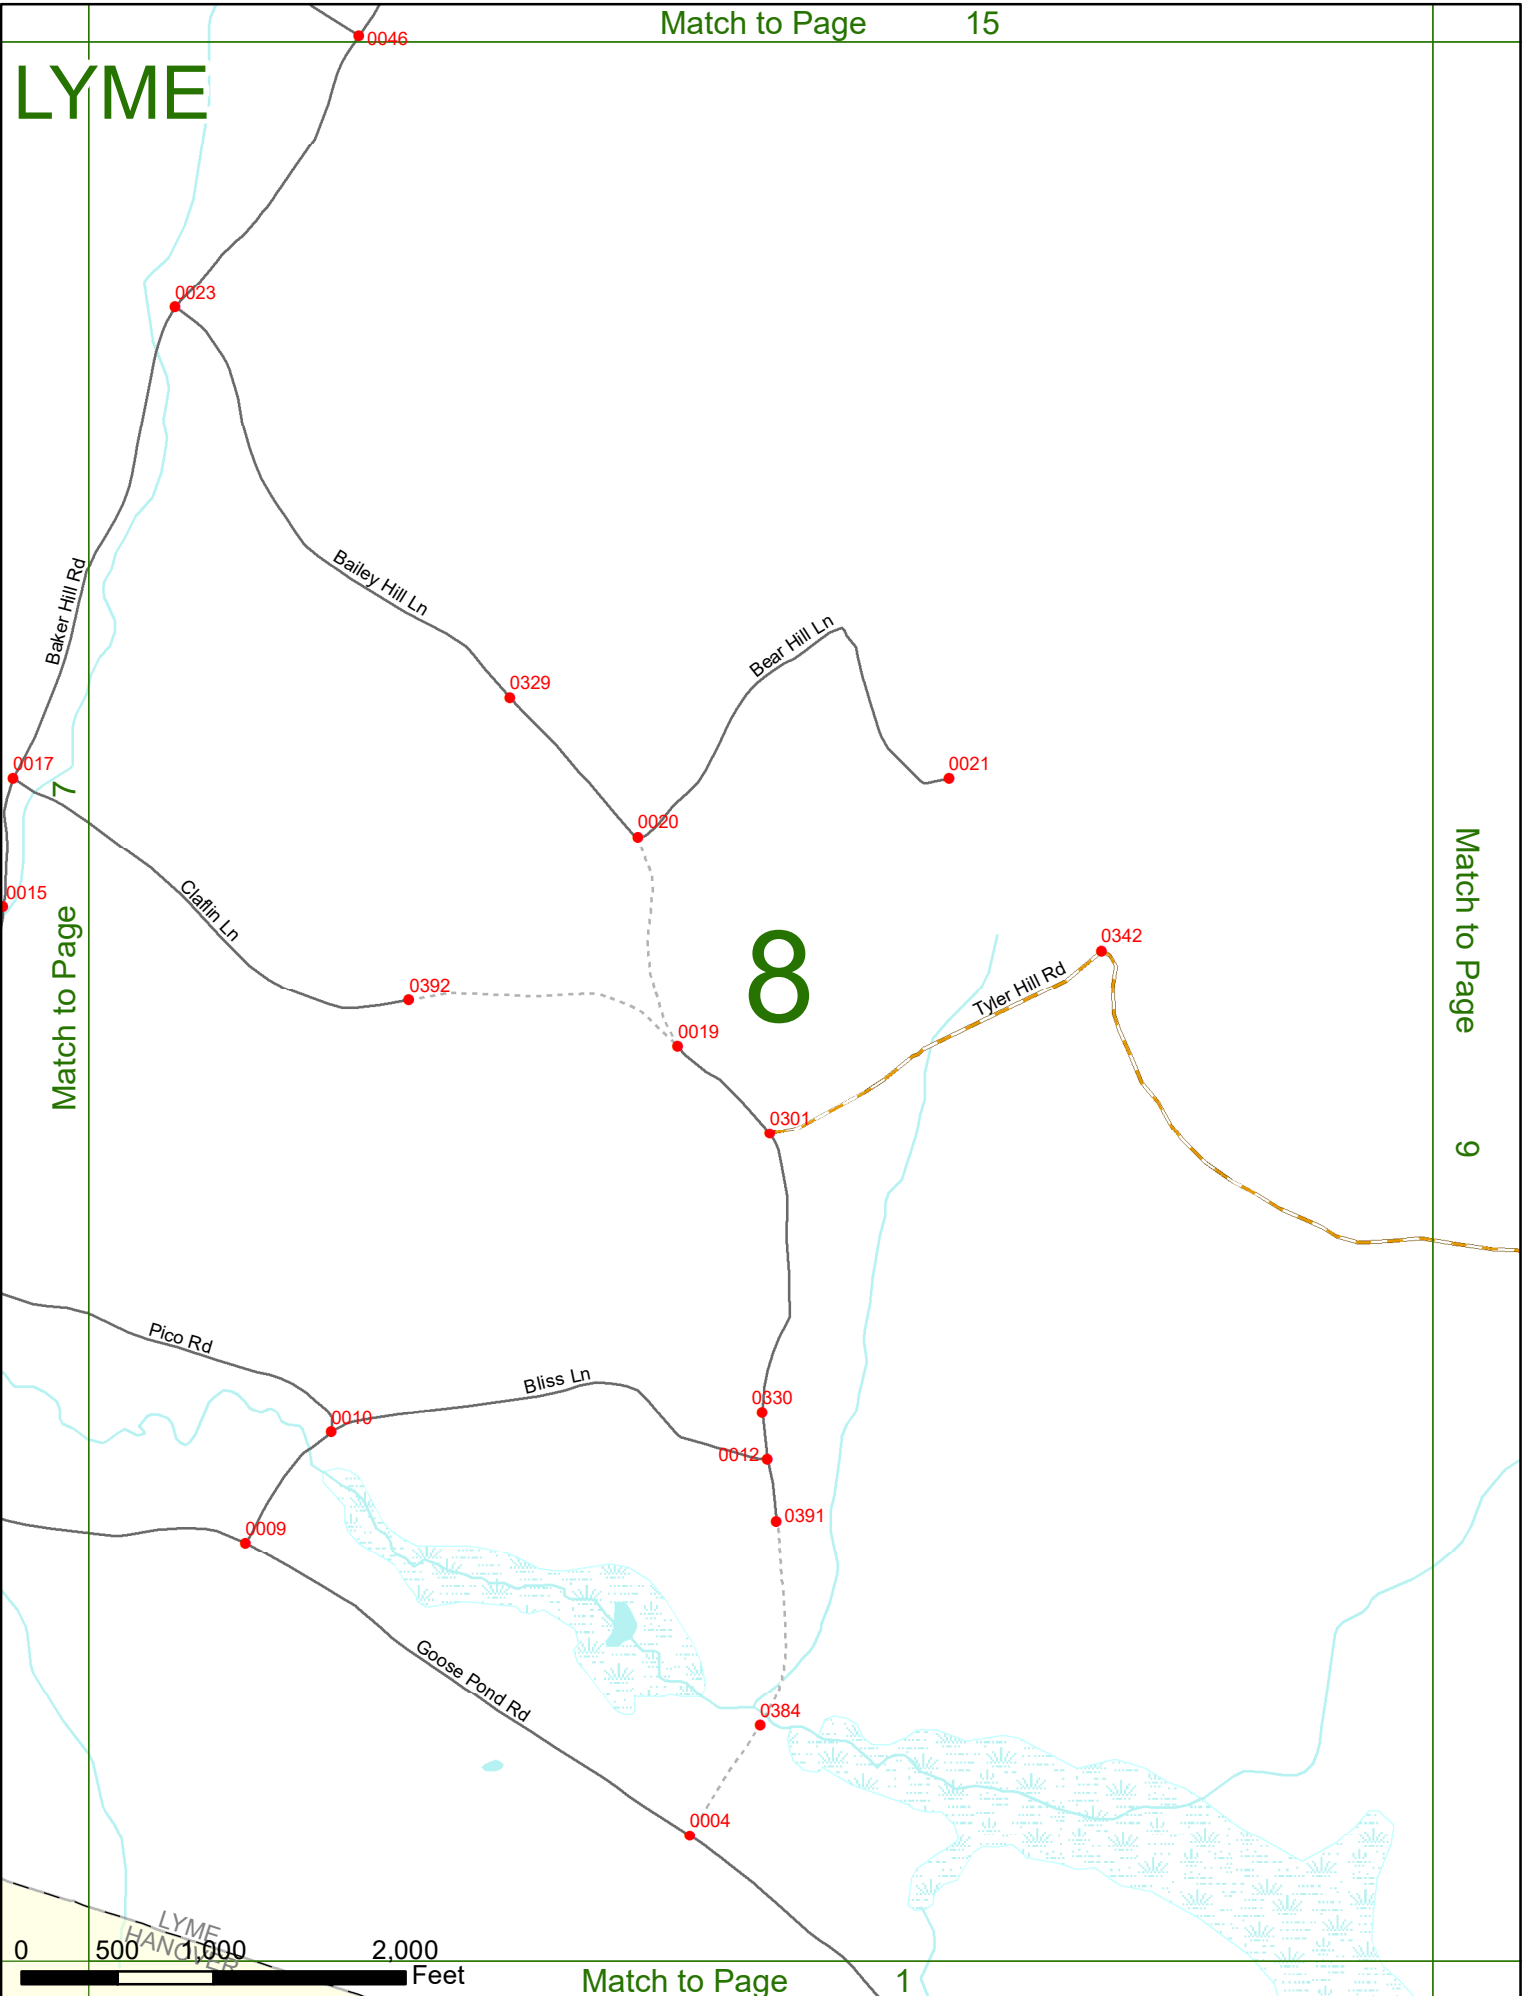 Match to Page 15
0046
LYME
0023
Baker Hill Rd
Bailey Hill Ln
Bear Hill Ln
0329
0017
0021
7
Match to Page
0020
0015
Claflin Ln
8
Match to Page
9
0342
0392
Tyler Hill Rd
0019
0301
Pico Rd
Bliss Ln
0330
0010
0012
0391
0009
Goose Pond Rd
0384
0004
LYME
HANOVER
0 500 1,000 2,000
Feet
Match to Page 1